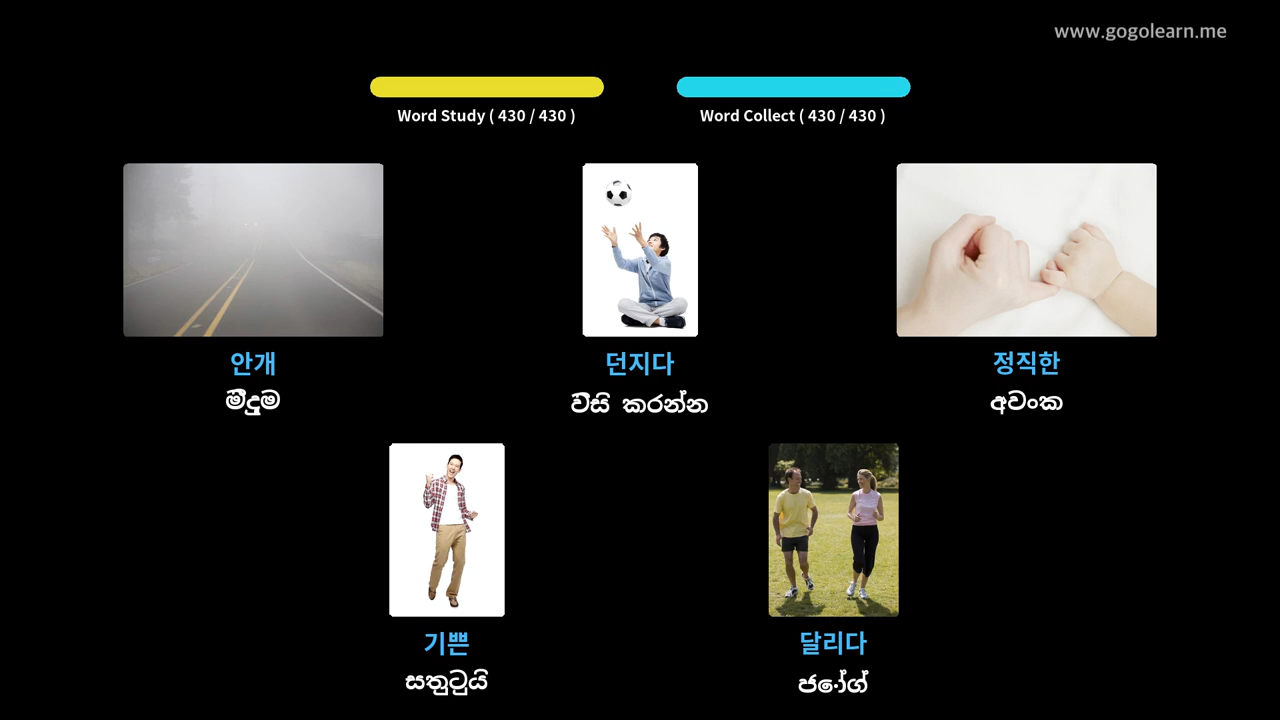 www.gogolearn.me
Word Study ( 430 / 430 )
Word Collect ( 430 / 430 )
안개
මීදුම
던지다
වීසි කරන්න
정직한
අවංක
기쁜
සතුටුයි
달리다
ජෝග්